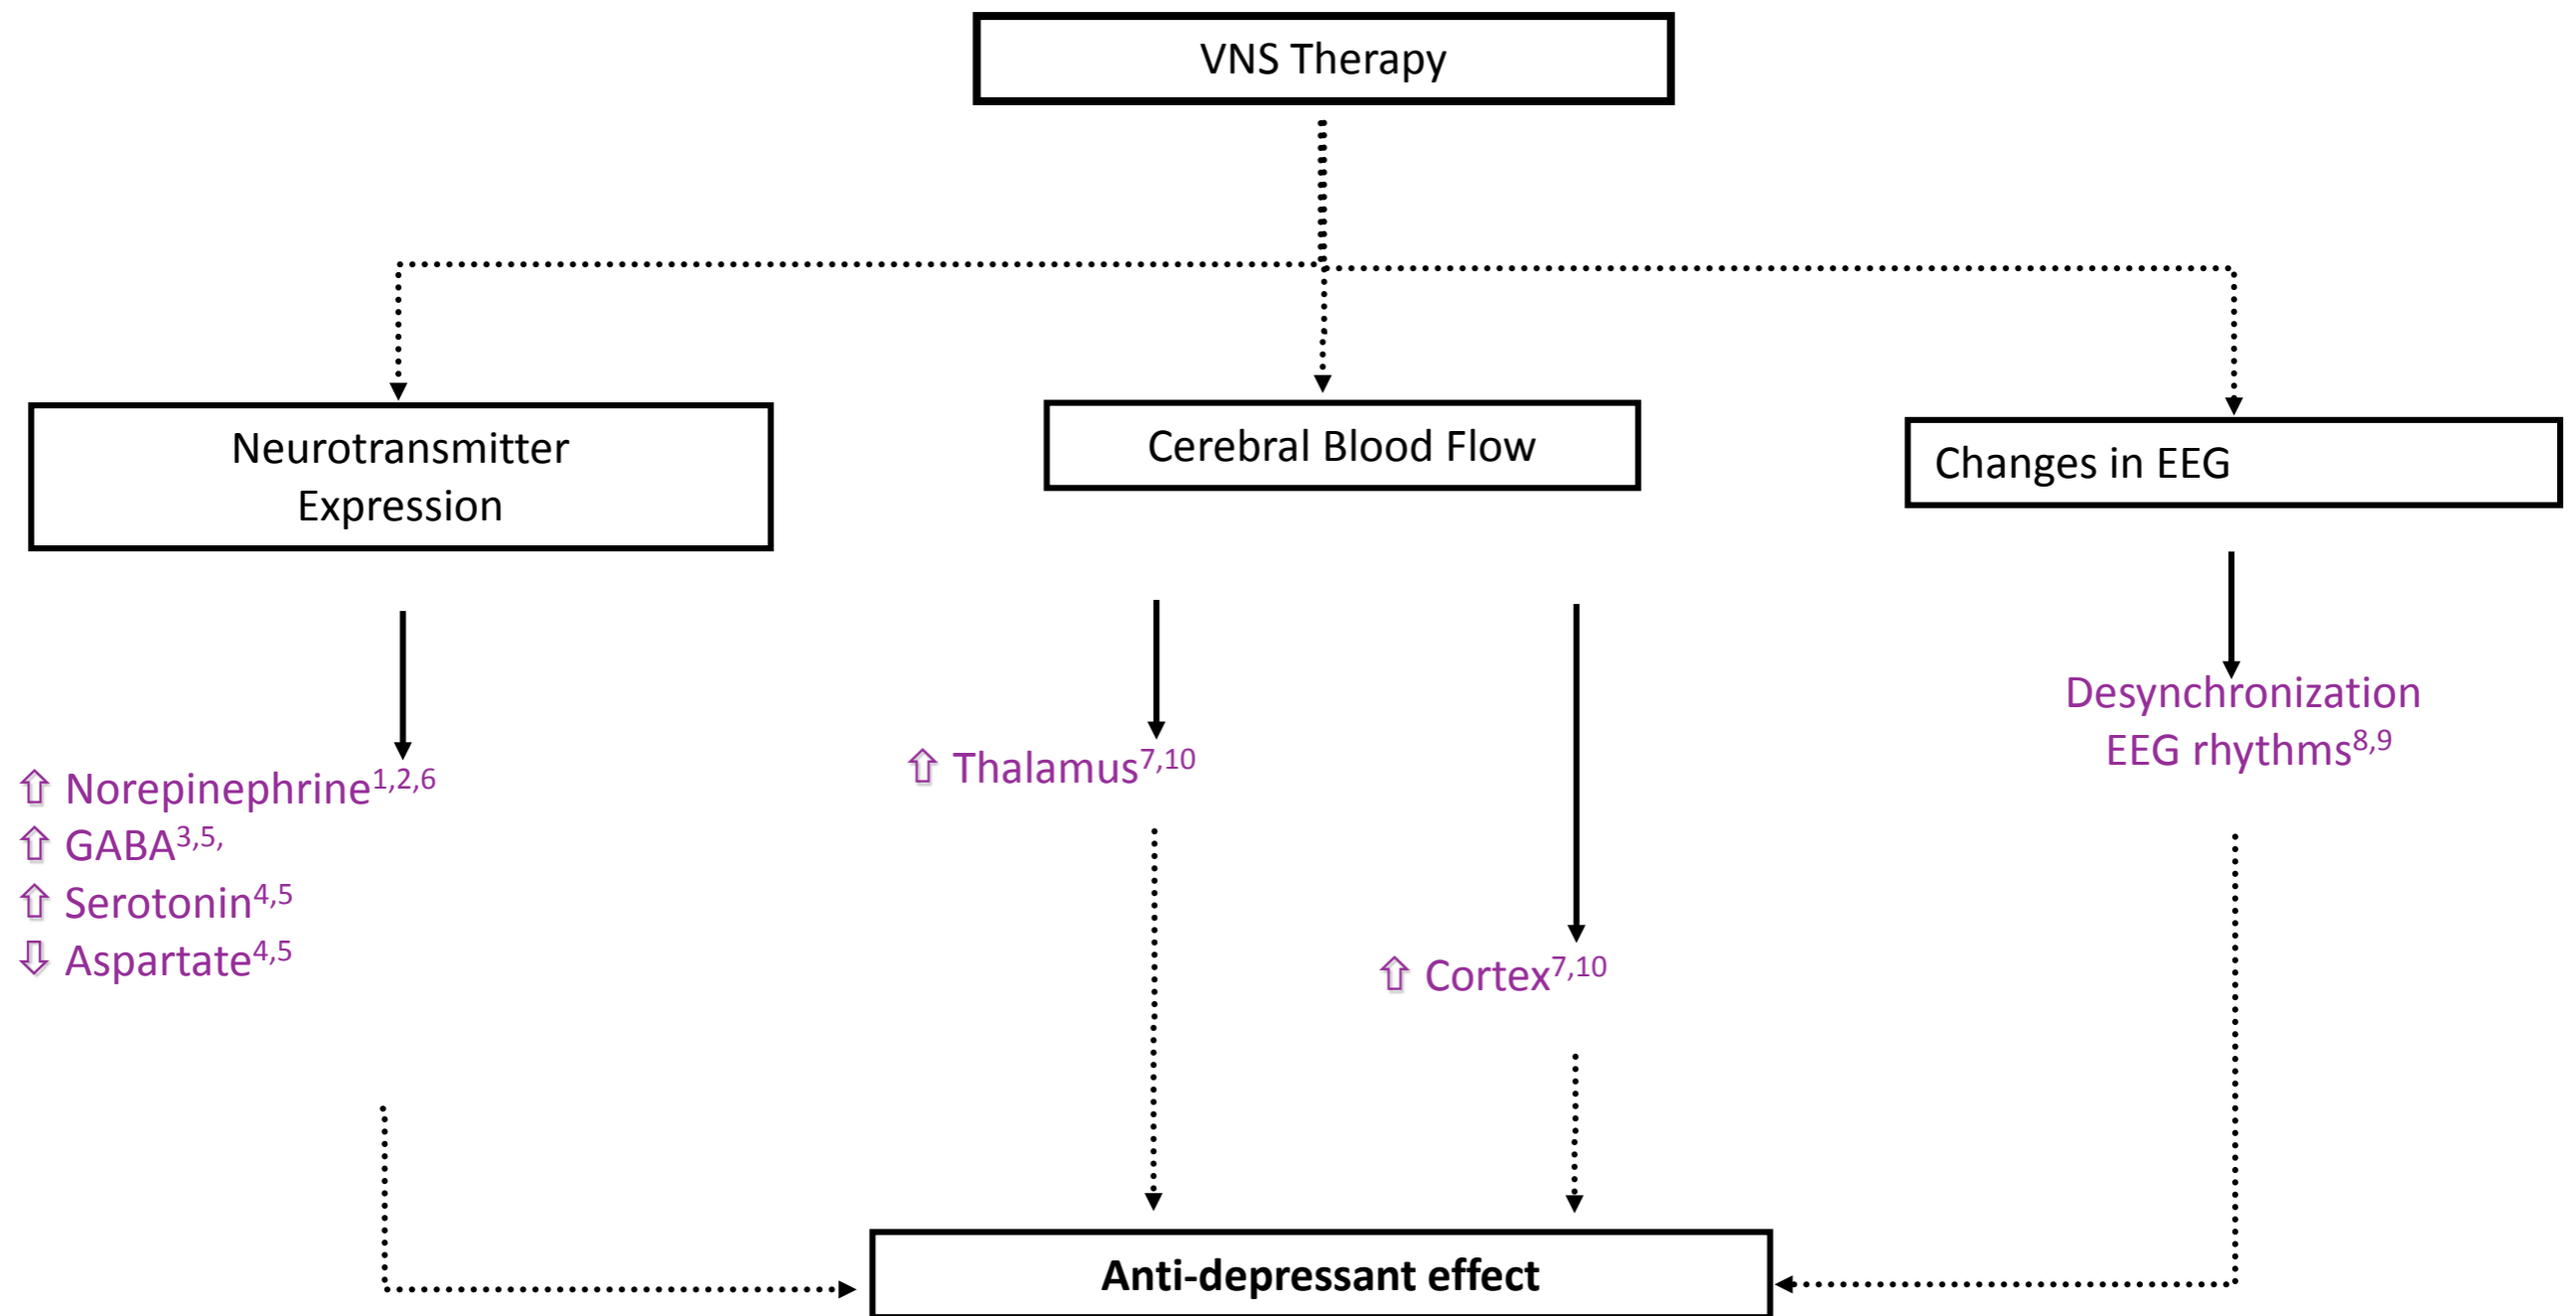 VNS Therapy
Neurotransmitter
Expression
Cerebral Blood Flow
Changes in EEG
⇧ Norepinephrine1,2,6
⇧ GABA3,5,
⇧ Serotonin4,5
⇩ Aspartate4,5
⇧ Thalamus7,10
⇧ Cortex7,10
Desynchronization
EEG rhythms8,9
Anti-depressant effect